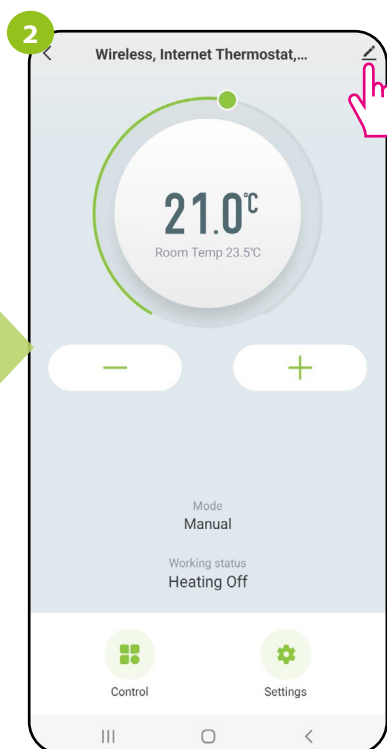 2
Wireless, Internet Thermostat,...
21.0°C
Room Temp 23.5°C
Mode
Manual
Working status
Heating Off
Control Settings